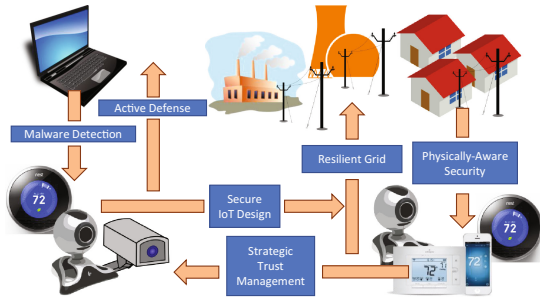 Active Defense
Malware Detection
Resilient Grid
Physically-Aware
Security
nest
72
Secure
IoT Design
Strategic
Trust
Management
72
72
72